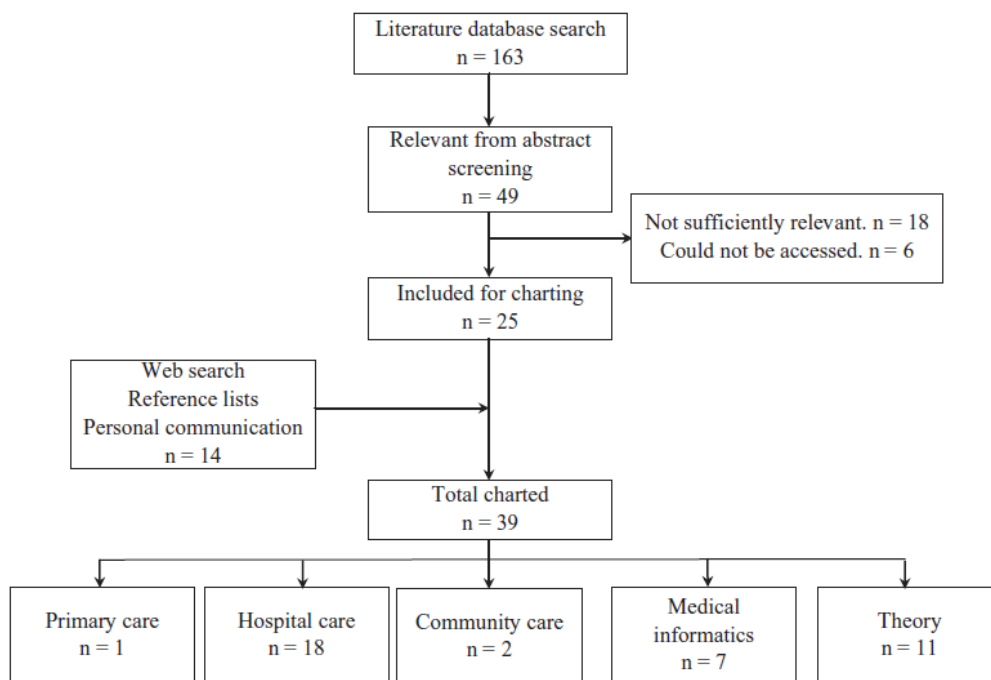 Literature database search
n = 163
Relevant from abstract
screening
n = 49
Not sufficiently relevant. n = 18
Could not be accessed. n = 6
Included for charting
n = 25
Web search
Reference lists
Personal communication
n = 14
Total charted
n = 39
Primary care
n = 1
Hospital care
n = 18
Community care
n = 2
Medical
informatics
n = 7
Theory
n = 11